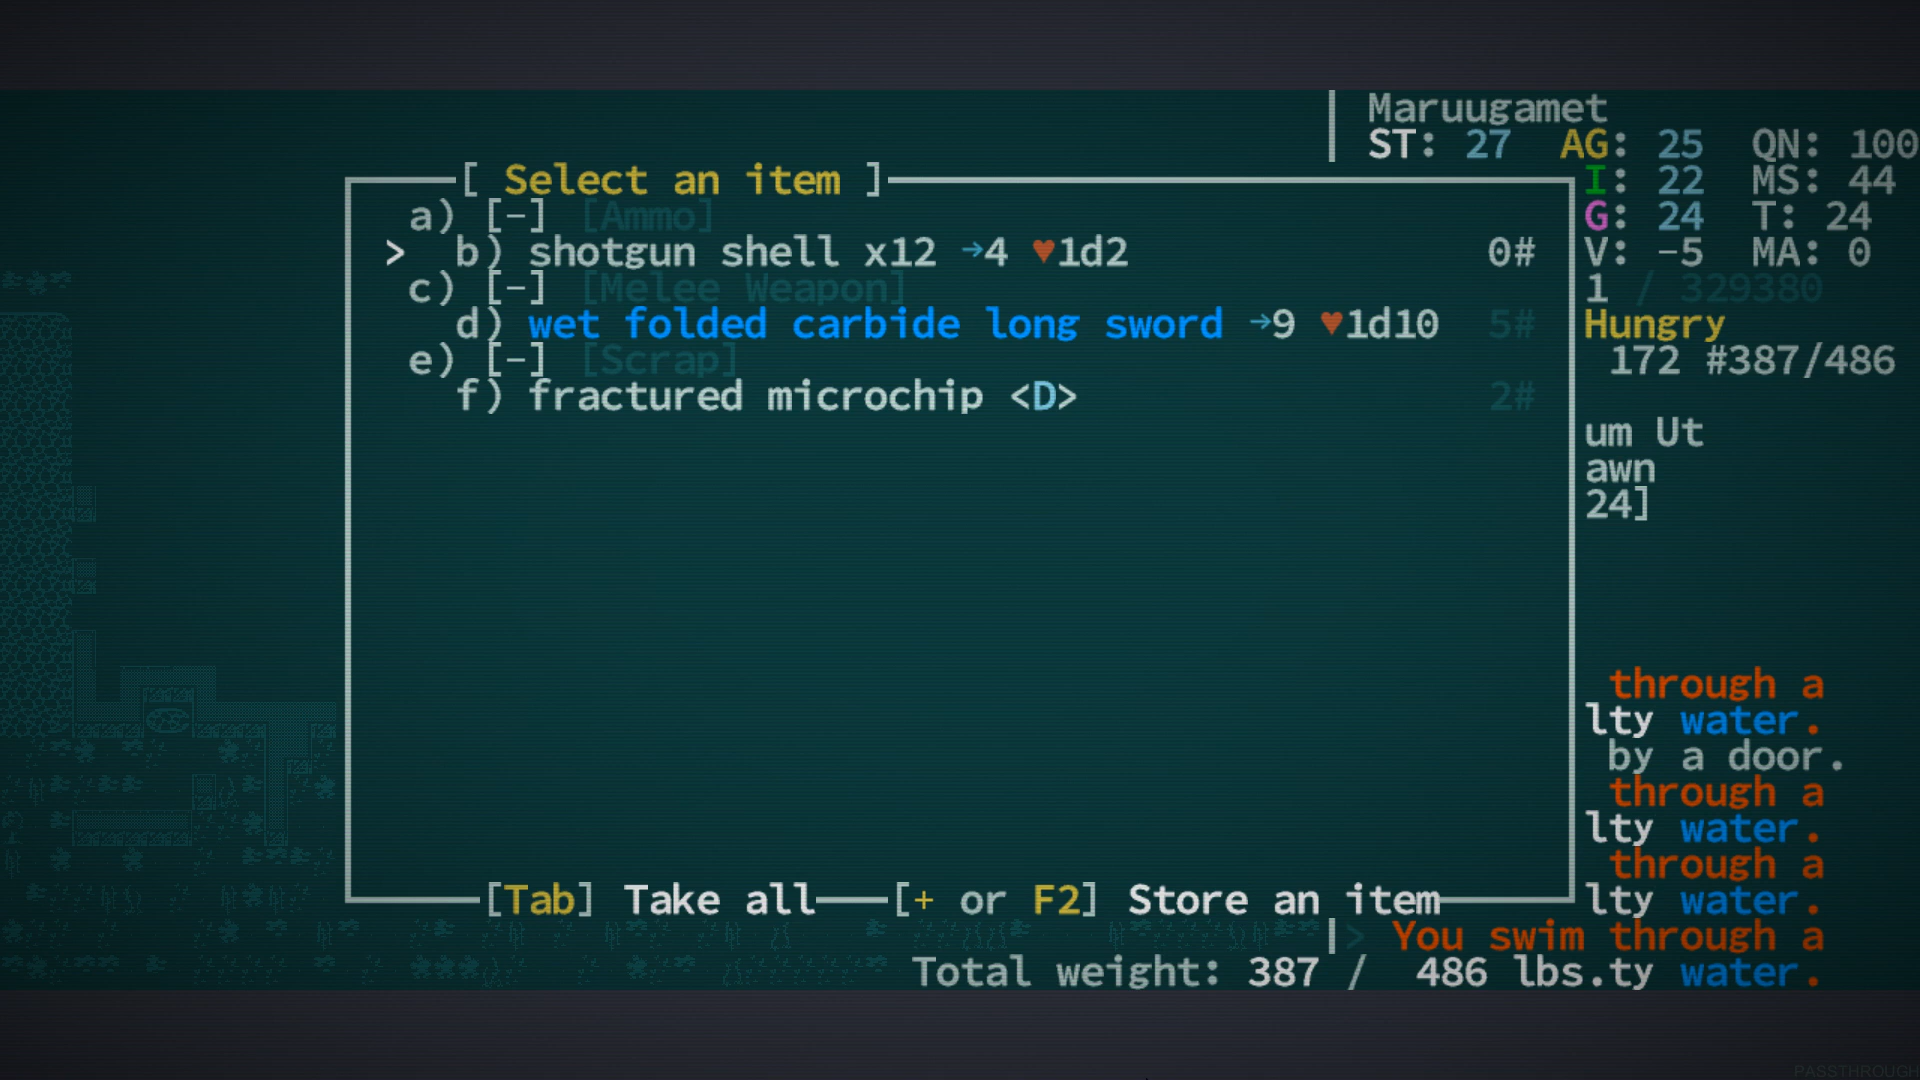 Maruugamet
ST: 27 AG: 25 QN: 100
[ Select an item ]
I: 22 MS: 44
a) [-] [Ammo]
G: 24 T: 24
> b) shotgun shell x12 →4 ♥1d2 0#
V: -5 MA: 0
c) [-] [Melee Weapon]
1 / 329380
d) wet folded carbide long sword →9 ♥1d10 5#
Hungry
e) [-] [Scrap]
172 #387/486
f) fractured microchip <D> 2#
um Ut
awn
24]
through a
lty water.
by a door.
through a
lty water.
through a
[Tab] Take all [+ or F2] Store an item
lty water.
> You swim through a
Total weight: 387 / 486 lbs.ty water.
PASSTHROUGH